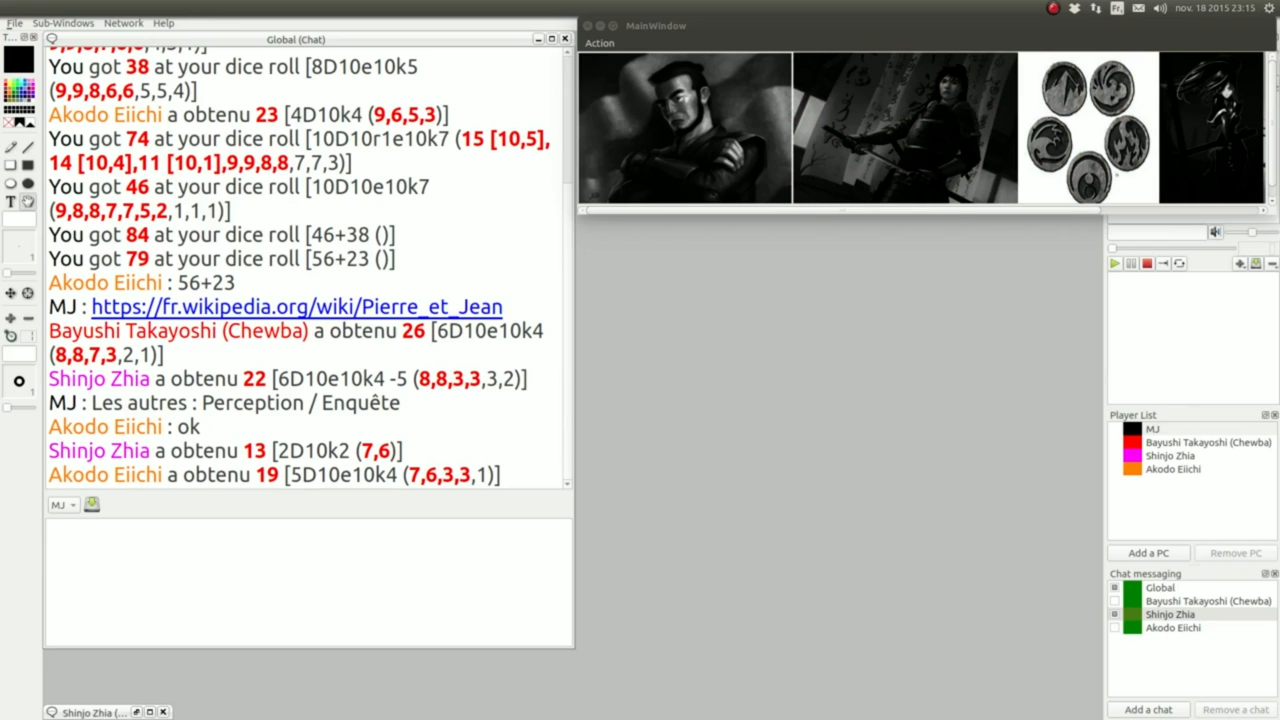 Fr
nov. 18 2015 23:15
File Sub-Windows Network Help
MainWindow
T...
Global (Chat)
Action
You got 38 at your dice roll [8D10e10k5
(9,9,8,6,6,5,5,4)]
Akodo Eiichi a obtenu 23 [4D10k4 (9,6,5,3)]
You got 74 at your dice roll [10D10r1e10k7 (15 [10,5],
14 [10,4],11 [10,1],9,9,8,8,7,7,3)]
You got 46 at your dice roll [10D10e10k7
(9,8,8,7,7,5,2,1,1,1)]
You got 84 at your dice roll [46+38 ()]
You got 79 at your dice roll [56+23 ()]
Akodo Eiichi : 56+23
MJ : https://fr.wikipedia.org/wiki/Pierre_et_Jean
Bayushi Takayoshi (Chewba) a obtenu 26 [6D10e10k4
(8,8,7,3,2,1)]
Shinjo Zhia a obtenu 22 [6D10e10k4 -5 (8,8,3,3,3,2)]
MJ : Les autres : Perception / Enquête
Akodo Eiichi : ok
Shinjo Zhia a obtenu 13 [2D10k2 (7,6)]
Akodo Eiichi a obtenu 19 [5D10e10k4 (7,6,3,3,1)]
MJ
T
1
1
1
Player List
MJ
Bayushi Takayoshi (Chewba)
Shinjo Zhia
Akodo Eiichi
Add a PC Remove PC
Chat messaging
Global
Bayushi Takayoshi (Chewba)
Shinjo Zhia
Akodo Eiichi
Add a chat Remove a chat
Shinjo Zhia (...